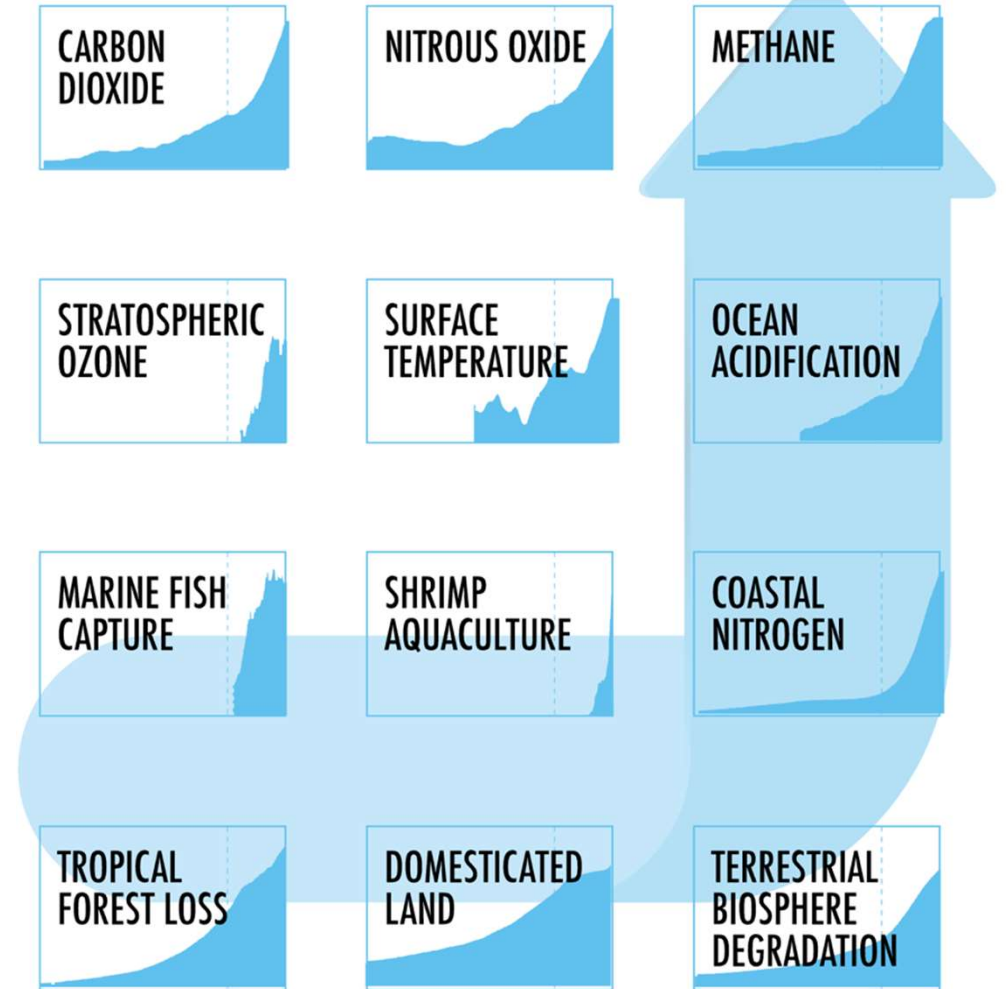 CARBON
DIOXIDE
NITROUS OXIDE
METHANE
STRATOSPHERIC
OZONE
SURFACE
TEMPERATURE
OCEAN
ACIDIFICATION
MARINE FISH
CAPTURE
SHRIMP
AQUACULTURE
COASTAL
NITROGEN
TROPICAL
FOREST LOSS
DOMESTICATED
LAND
TERRESTRIAL
BIOSPHERE
DEGRADATION